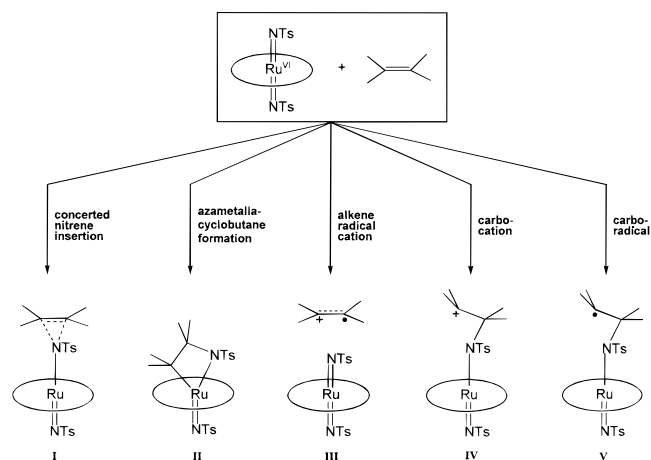 NTs
Ru^VI
+
NTs
concerted
nitrene
insertion
azametalla-
cyclobutane
formation
alkene
radical
cation
carbo-
cation
carbo-
radical
NTs
Ru
NTs
I
NTs
Ru
NTs
II
+ •
NTs
Ru
NTs
III
+
NTs
Ru
NTs
IV
•
NTs
Ru
NTs
V